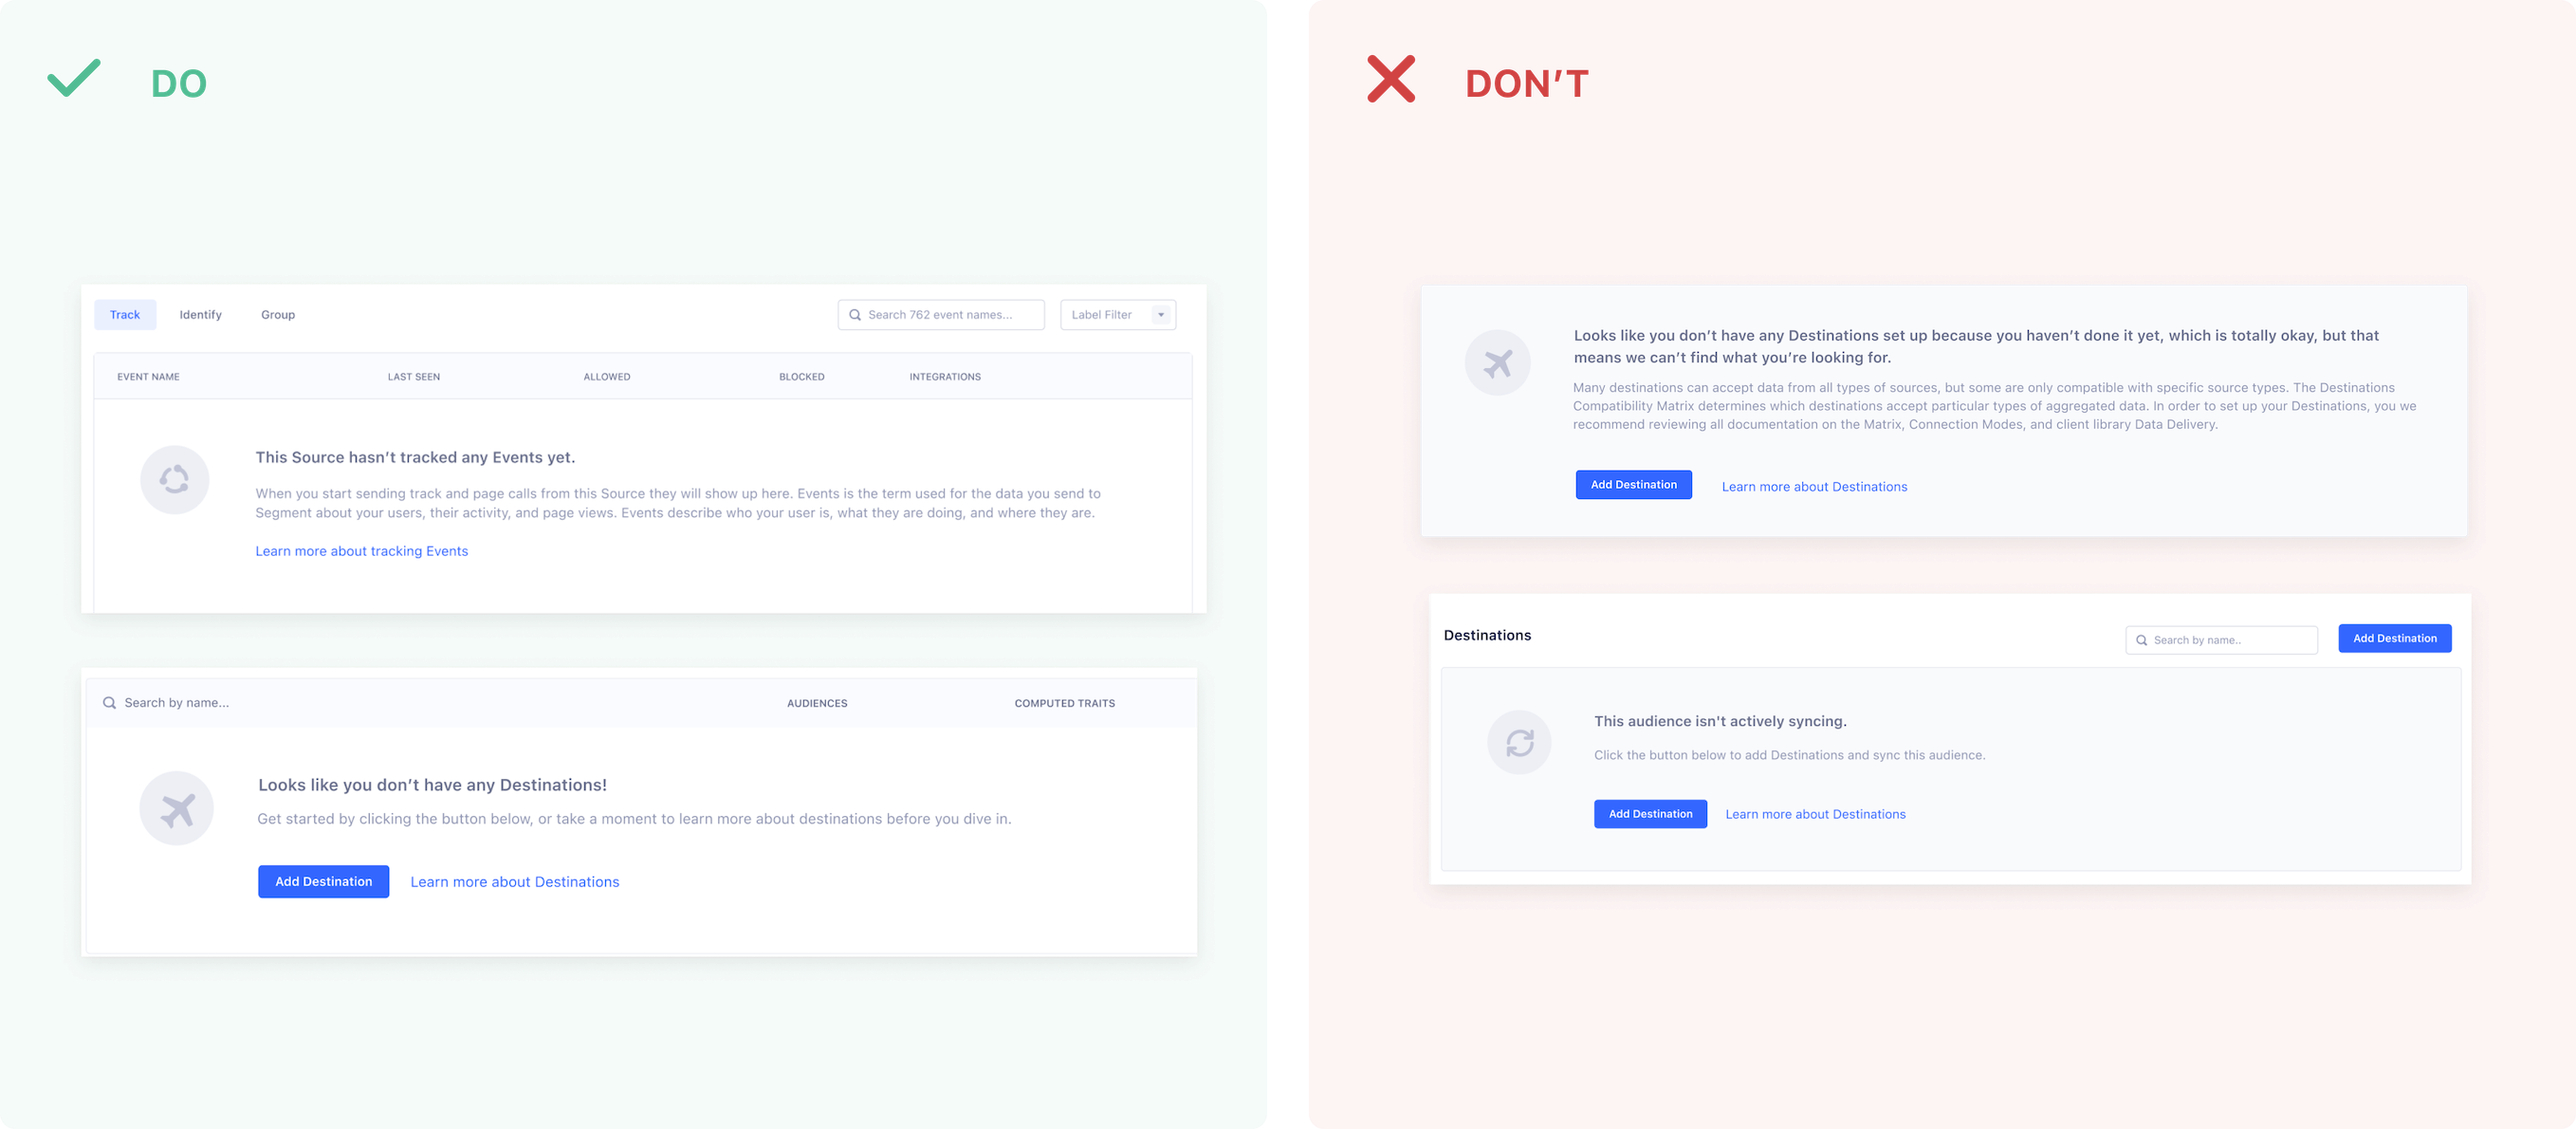 DO
Track
Identify
Group
Search 762 event names...
Label Filter
EVENT NAME
LAST SEEN
ALLOWED
BLOCKED
INTEGRATIONS
This Source hasn’t tracked any Events yet.
When you start sending track and page calls from this Source they will show up here. Events is the term used for the data you send to
Segment about your users, their activity, and page views. Events describe who your user is, what they are doing, and where they are.
Learn more about tracking Events
Search by name...
AUDIENCES
COMPUTED TRAITS
Looks like you don’t have any Destinations!
Get started by clicking the button below, or take a moment to learn more about destinations before you dive in.
Add Destination
Learn more about Destinations
DON’T
Looks like you don’t have any Destinations set up because you haven’t done it yet, which is totally okay, but that
means we can’t find what you’re looking for.
Many destinations can accept data from all types of sources, but some are only compatible with specific source types. The Destinations
Compatibility Matrix determines which destinations accept particular types of aggregated data. In order to set up your Destinations, you we
recommend reviewing all documentation on the Matrix, Connection Modes, and client library Data Delivery.
Add Destination
Learn more about Destinations
Destinations
Search by name..
Add Destination
This audience isn't actively syncing.
Click the button below to add Destinations and sync this audience.
Add Destination
Learn more about Destinations